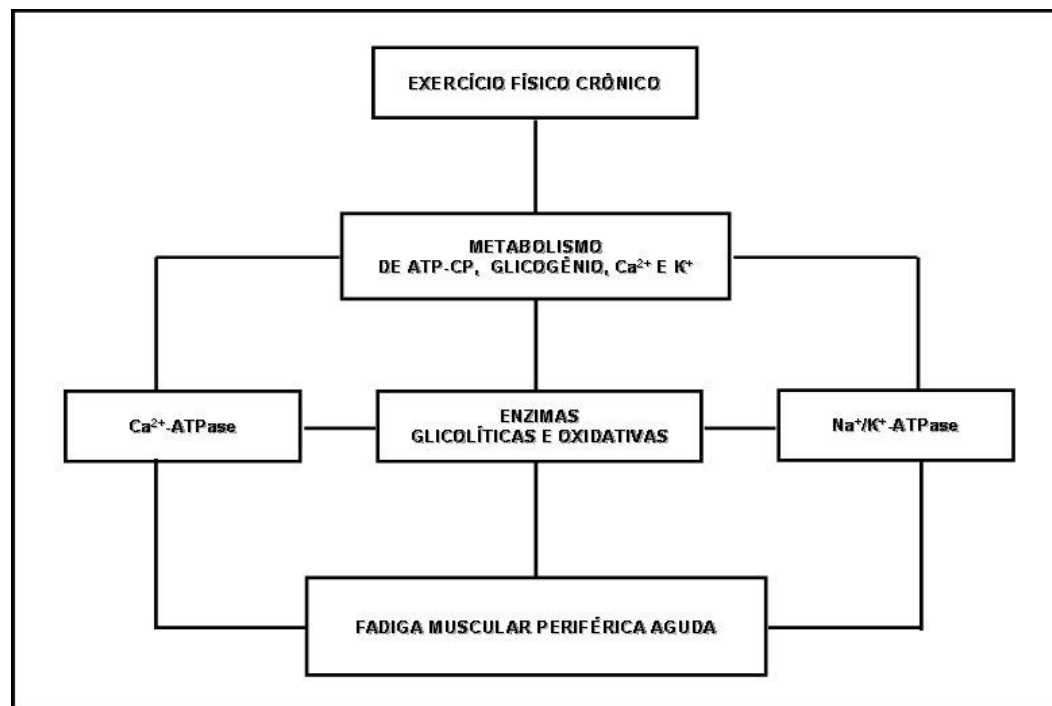 EXERCÍCIO FÍSICO CRÔNICO
METABOLISMO
DE ATP-CP, GLICOGÊNIO, Ca²⁺ E K⁺
Ca²⁺-ATPase
ENZIMAS
GLICOLÍTICAS E OXIDATIVAS
Na⁺/K⁺-ATPase
FADIGA MUSCULAR PERIFÉRICA AGUDA